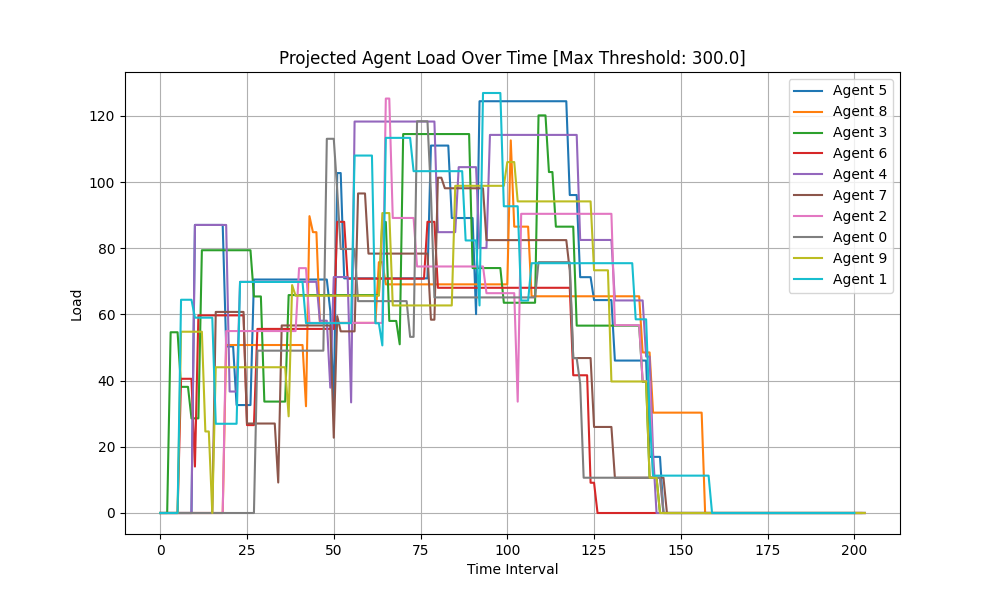 Projected Agent Load Over Time [Max Threshold: 300.0]
Load
120
100
80
60
40
20
0
0 25 50 75 100 125 150 175 200
Time Interval
Agent 5
Agent 8
Agent 3
Agent 6
Agent 4
Agent 7
Agent 2
Agent 0
Agent 9
Agent 1